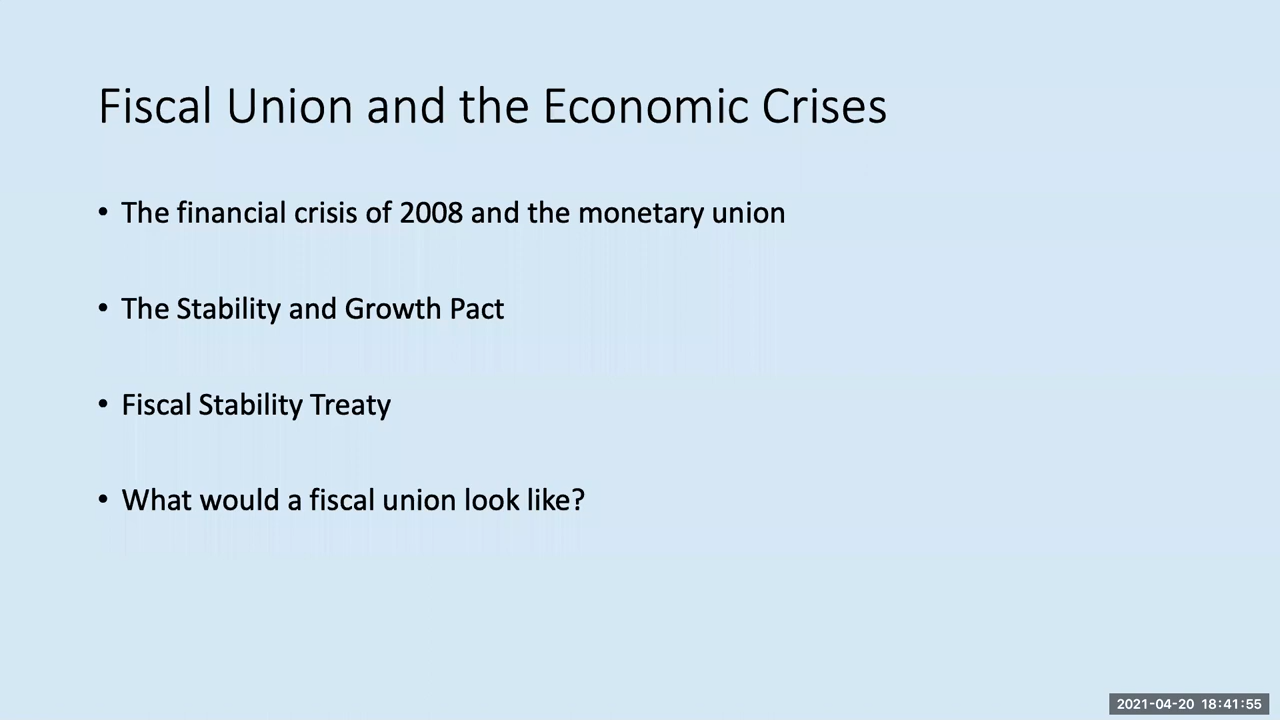 Fiscal Union and the Economic Crises
• The financial crisis of 2008 and the monetary union
• The Stability and Growth Pact
• Fiscal Stability Treaty
• What would a fiscal union look like?
2021-04-20 18:41:55